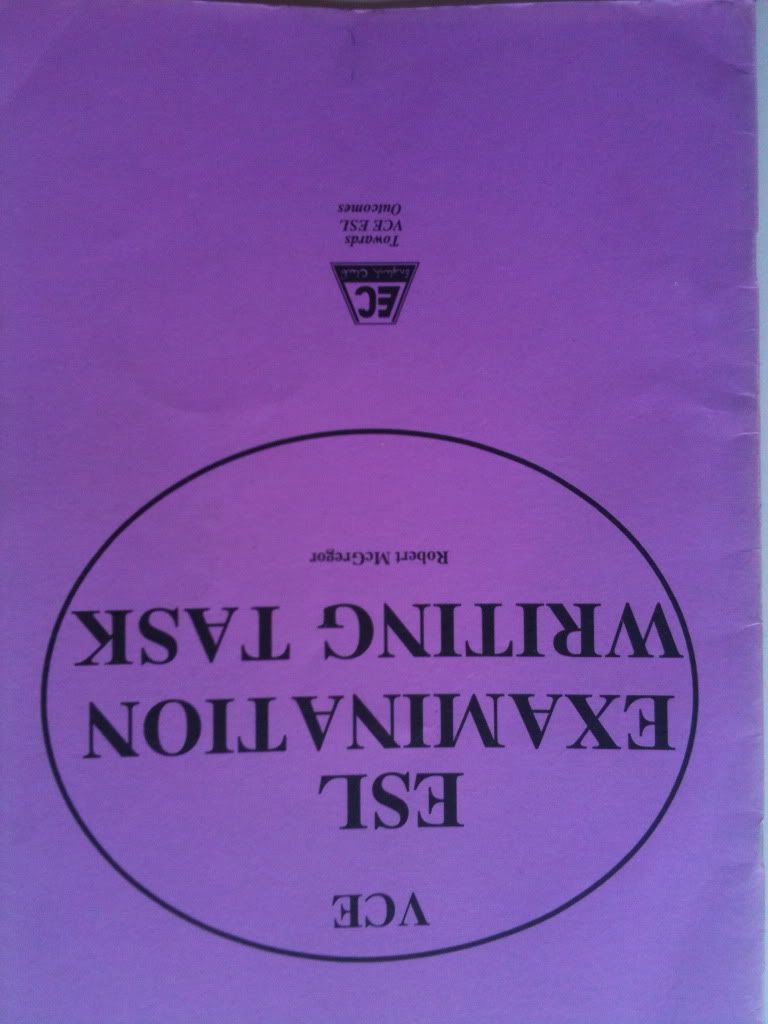 VCE
ESL
EXAMINATION
WRITING TASK
Robert McGregor
EC
English Club
Towards
VCE ESL
Outcomes